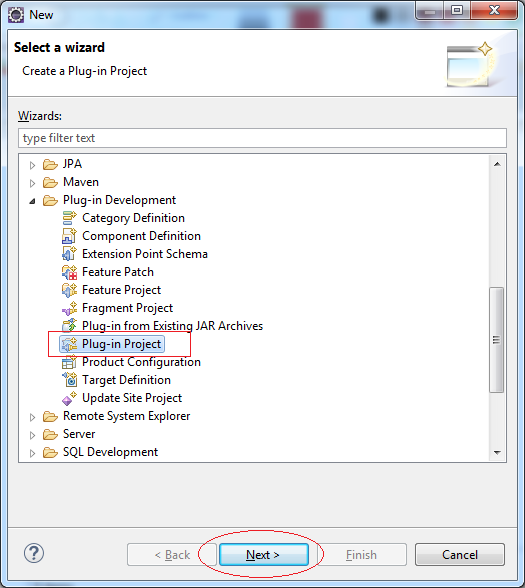 New
Select a wizard
Create a Plug-in Project
Wizards:
type filter text
JPA
Maven
Plug-in Development
Category Definition
Component Definition
Extension Point Schema
Feature Patch
Feature Project
Fragment Project
Plug-in from Existing JAR Archives
Plug-in Project
Product Configuration
Target Definition
Update Site Project
Remote System Explorer
Server
SQL Development
? < Back Next > Finish Cancel